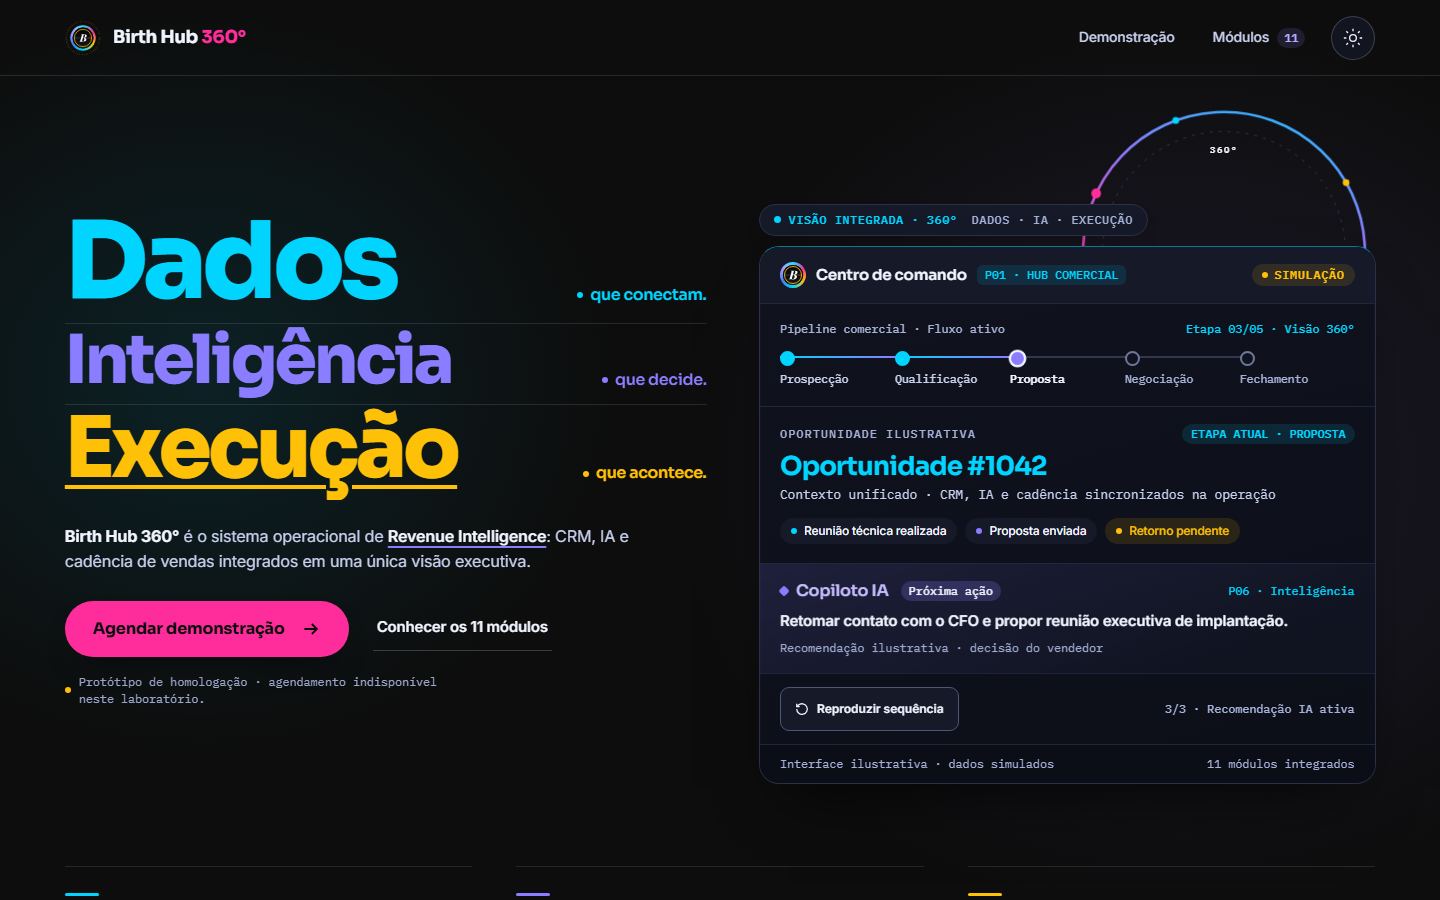 B Birth Hub 360°
Demonstração
Módulos 11
360°
VISÃO INTEGRADA · 360° DADOS · IA · EXECUÇÃO
Dados
• que conectam.
Inteligência
• que decide.
Execução
• que acontece.
Birth Hub 360° é o sistema operacional de Revenue Intelligence: CRM, IA e
cadência de vendas integrados em uma única visão executiva.
Agendar demonstração →
Conhecer os 11 módulos
Protótipo de homologação · agendamento indisponível
neste laboratório.
B Centro de comando P01 · HUB COMERCIAL
SIMULAÇÃO
Pipeline comercial · Fluxo ativo
Etapa 03/05 · Visão 360°
Prospecção Qualificação Proposta Negociação Fechamento
OPORTUNIDADE ILUSTRATIVA
ETAPA ATUAL · PROPOSTA
Oportunidade #1042
Contexto unificado · CRM, IA e cadência sincronizados na operação
Reunião técnica realizada
Proposta enviada
Retorno pendente
Copiloto IA Próxima ação
P06 · Inteligência
Retomar contato com o CFO e propor reunião executiva de implantação.
Recomendação ilustrativa · decisão do vendedor
Reproduzir sequência
3/3 · Recomendação IA ativa
Interface ilustrativa · dados simulados
11 módulos integrados